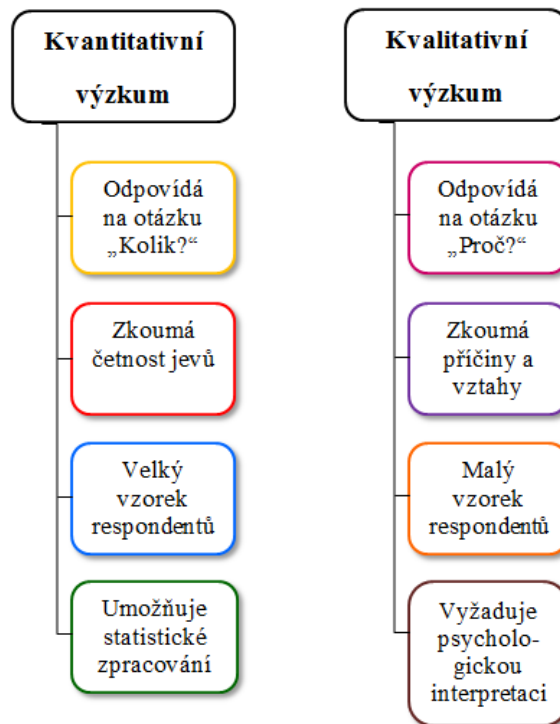 Kvantitativní
výzkum
Odpovídá
na otázku
„Kolik?“
Zkoumá
četnost jevů
Velký
vzorek
respondentů
Umožňuje
statistické
zpracování
Kvalitativní
výzkum
Odpovídá
na otázku
„Proč?“
Zkoumá
příčiny a
vztahy
Malý
vzorek
respondentů
Vyžaduje
psycholo-
gickou
interpretaci